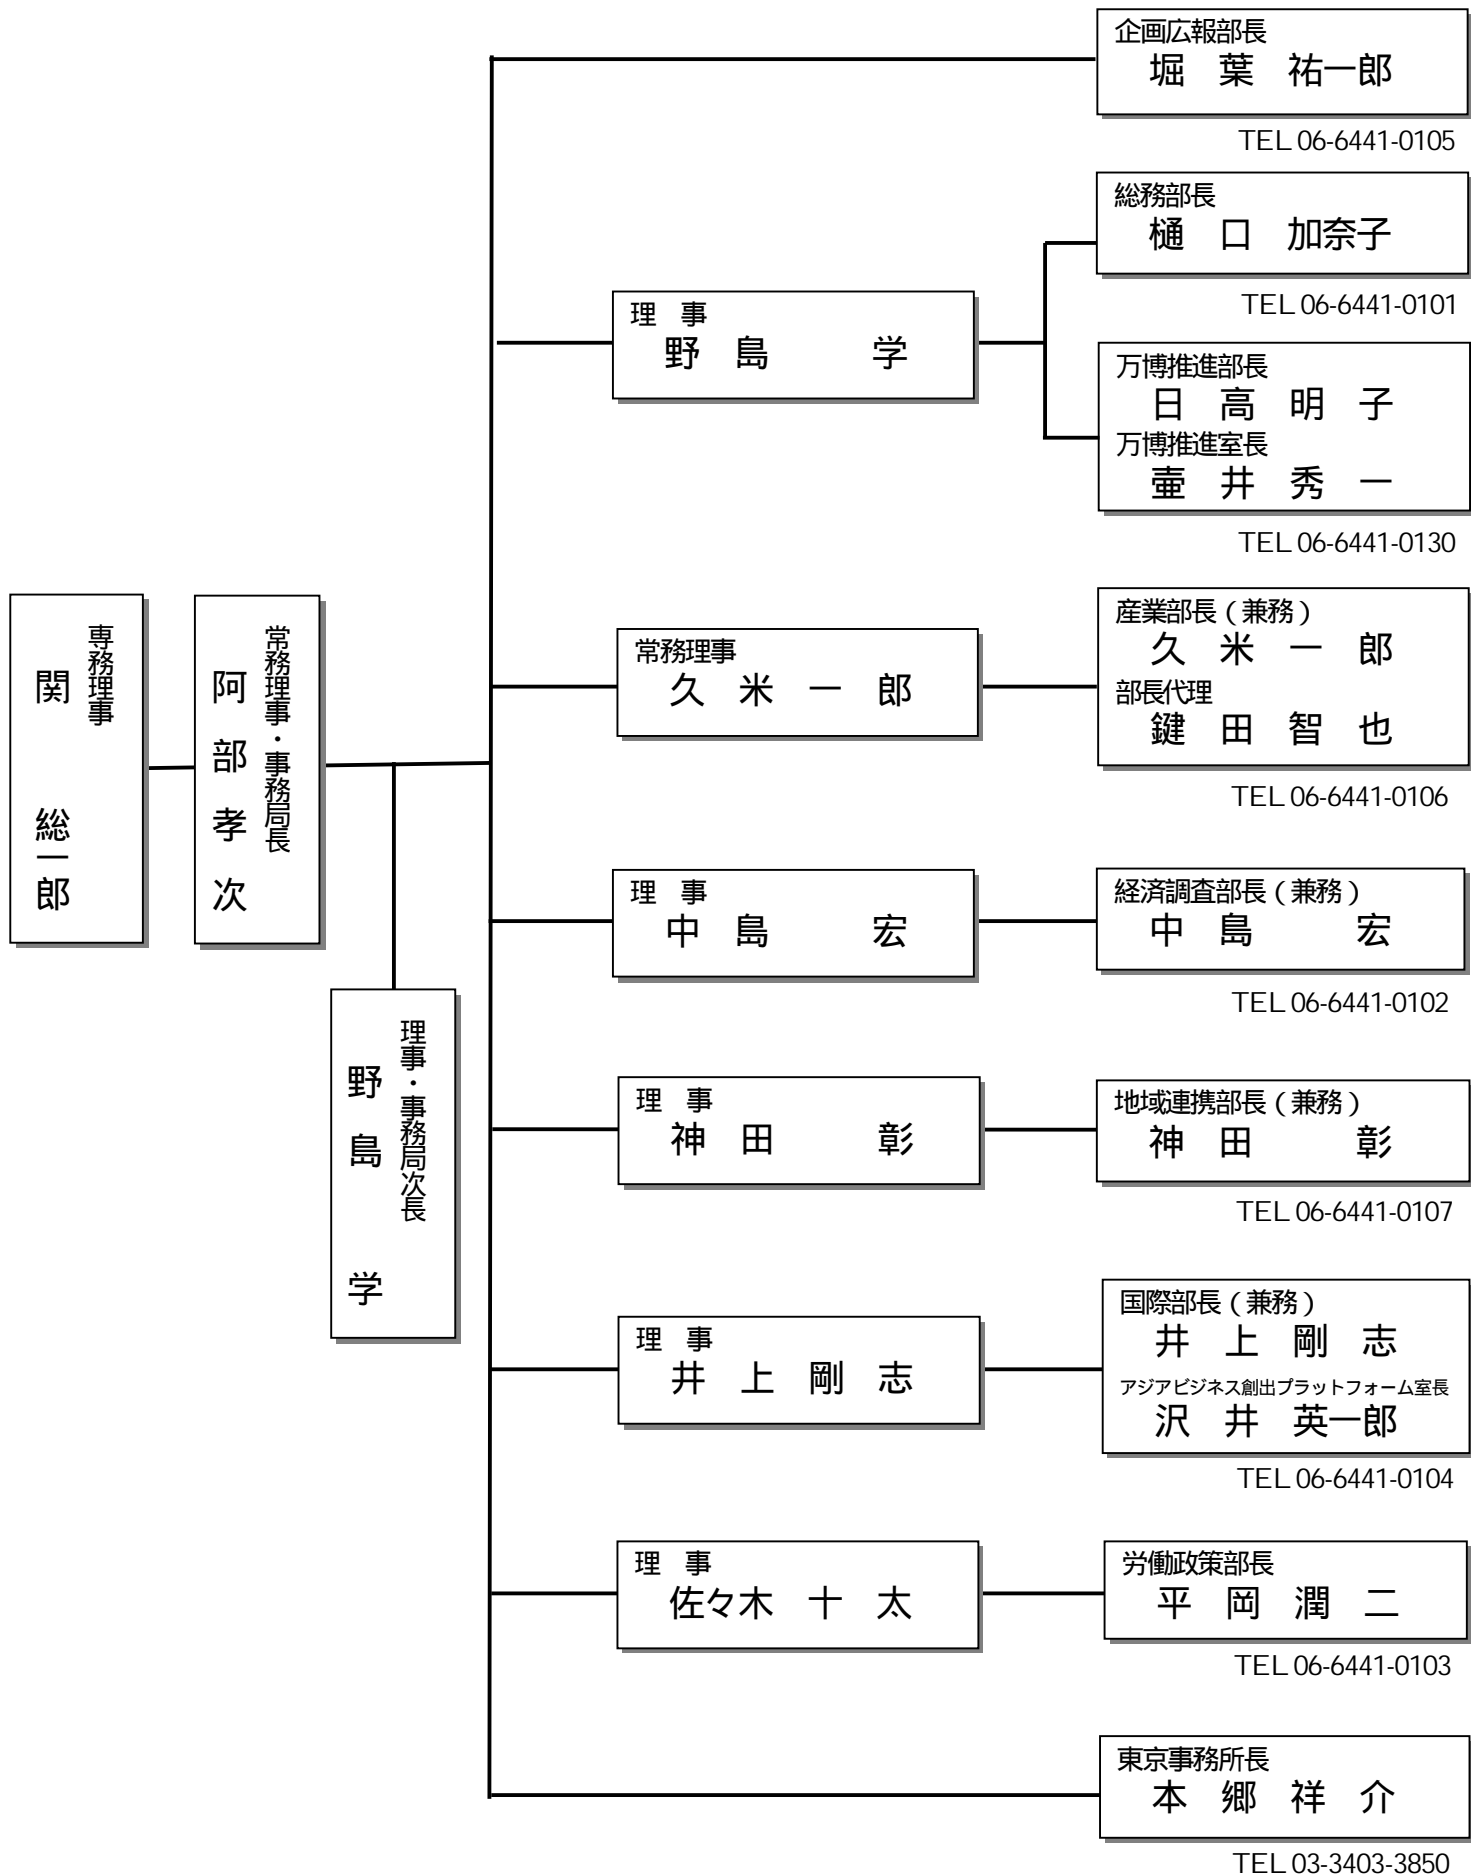 専務理事
関　総一郎
常務理事・事務局長
阿部孝次
理事・事務局次長
野島　学
企画広報部長
堀　葉　祐一郎
TEL 06-6441-0105
総務部長
樋　口　加奈子
TEL 06-6441-0101
理　事
野　島　　　学
万博推進部長
日　高　明　子
万博推進室長
壷　井　秀　一
TEL 06-6441-0130
常務理事
久　米　一　郎
産業部長（兼務）
久　米　一　郎
部長代理
鍵　田　智　也
TEL 06-6441-0106
理　事
中　島　　　宏
経済調査部長（兼務）
中　島　　　宏
TEL 06-6441-0102
理　事
神　田　　　彰
地域連携部長（兼務）
神　田　　　彰
TEL 06-6441-0107
理　事
井　上　剛　志
国際部長（兼務）
井　上　剛　志
アジアビジネス創出プラットフォーム室長
沢　井　英一郎
TEL 06-6441-0104
理　事
佐々木　十　太
労働政策部長
平　岡　潤　二
TEL 06-6441-0103
東京事務所長
本　郷　祥　介
TEL 03-3403-3850